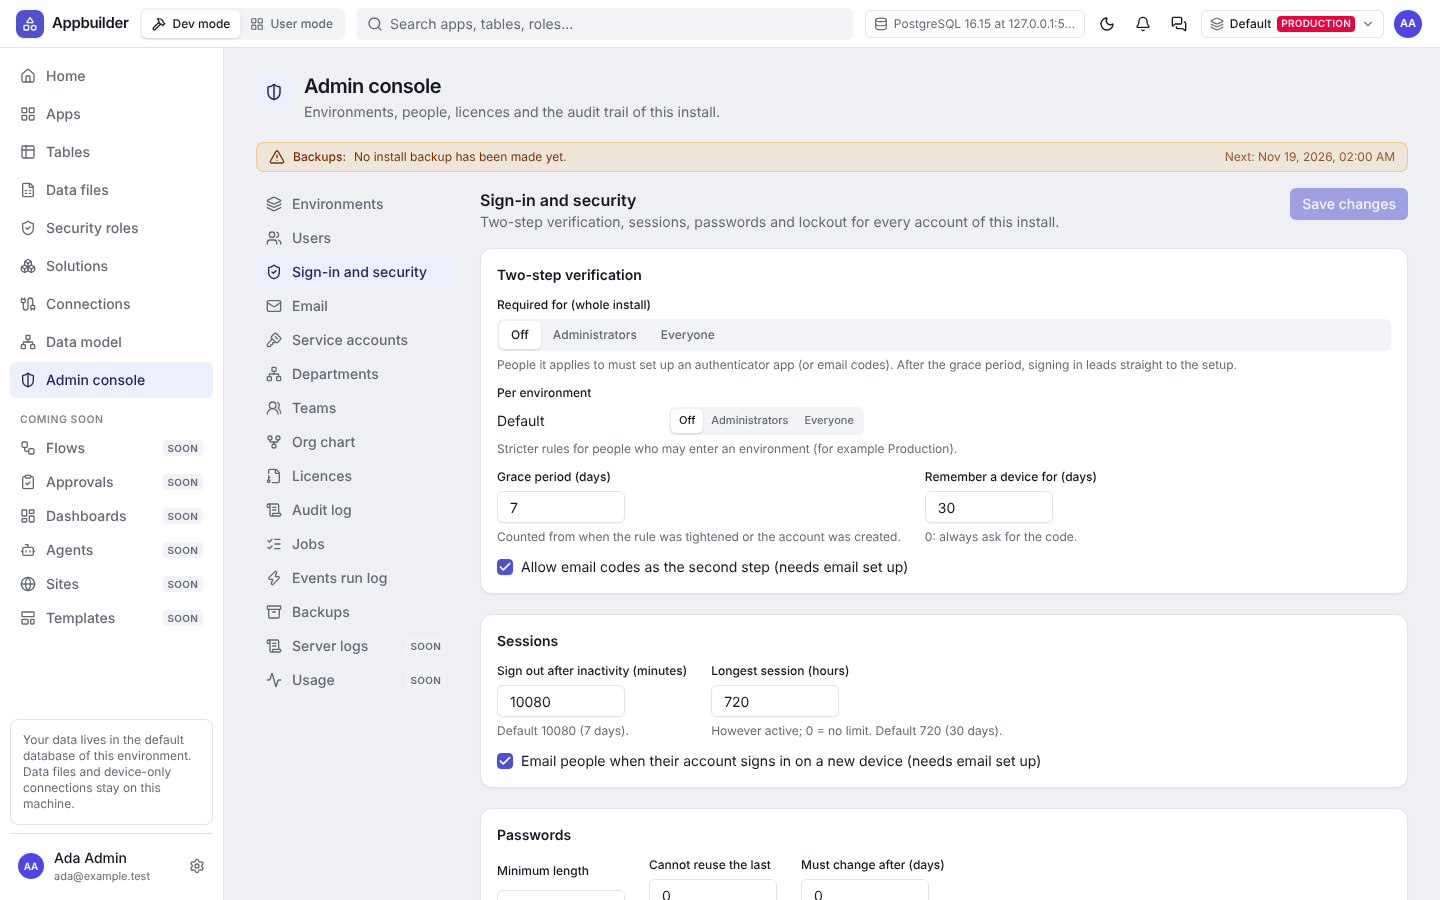 Appbuilder
Dev mode
User mode
Search apps, tables, roles...
PostgreSQL 16.15 at 127.0.0.1:5...
Default PRODUCTION
AA
Home
Apps
Tables
Data files
Security roles
Solutions
Connections
Data model
Admin console
COMING SOON
Flows SOON
Approvals SOON
Dashboards SOON
Agents SOON
Sites SOON
Templates SOON
Your data lives in the default
database of this environment.
Data files and device-only
connections stay on this
machine.
AA
Ada Admin
ada@example.test
Admin console
Environments, people, licences and the audit trail of this install.
Backups: No install backup has been made yet.
Next: Nov 19, 2026, 02:00 AM
Environments
Users
Sign-in and security
Email
Service accounts
Departments
Teams
Org chart
Licences
Audit log
Jobs
Events run log
Backups
Server logs SOON
Usage SOON
Sign-in and security
Two-step verification, sessions, passwords and lockout for every account of this install.
Save changes
Two-step verification
Required for (whole install)
Off Administrators Everyone
People it applies to must set up an authenticator app (or email codes). After the grace period, signing in leads straight to the setup.
Per environment
Default Off Administrators Everyone
Stricter rules for people who may enter an environment (for example Production).
Grace period (days)
7
Counted from when the rule was tightened or the account was created.
Remember a device for (days)
30
0: always ask for the code.
Allow email codes as the second step (needs email set up)
Sessions
Sign out after inactivity (minutes)
10080
Default 10080 (7 days).
Longest session (hours)
720
However active; 0 = no limit. Default 720 (30 days).
Email people when their account signs in on a new device (needs email set up)
Passwords
Minimum length
Cannot reuse the last
0
Must change after (days)
0